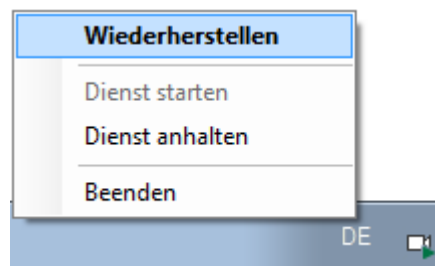 Wiederherstellen
Dienst starten
Dienst anhalten
Beenden
DE